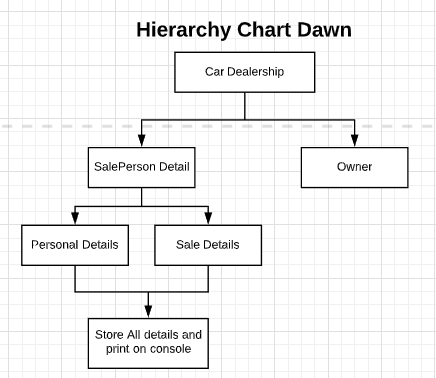 Hierarchy Chart Dawn
Car Dealership
SalePerson Detail
Owner
Personal Details
Sale Details
Store All details and
print on console